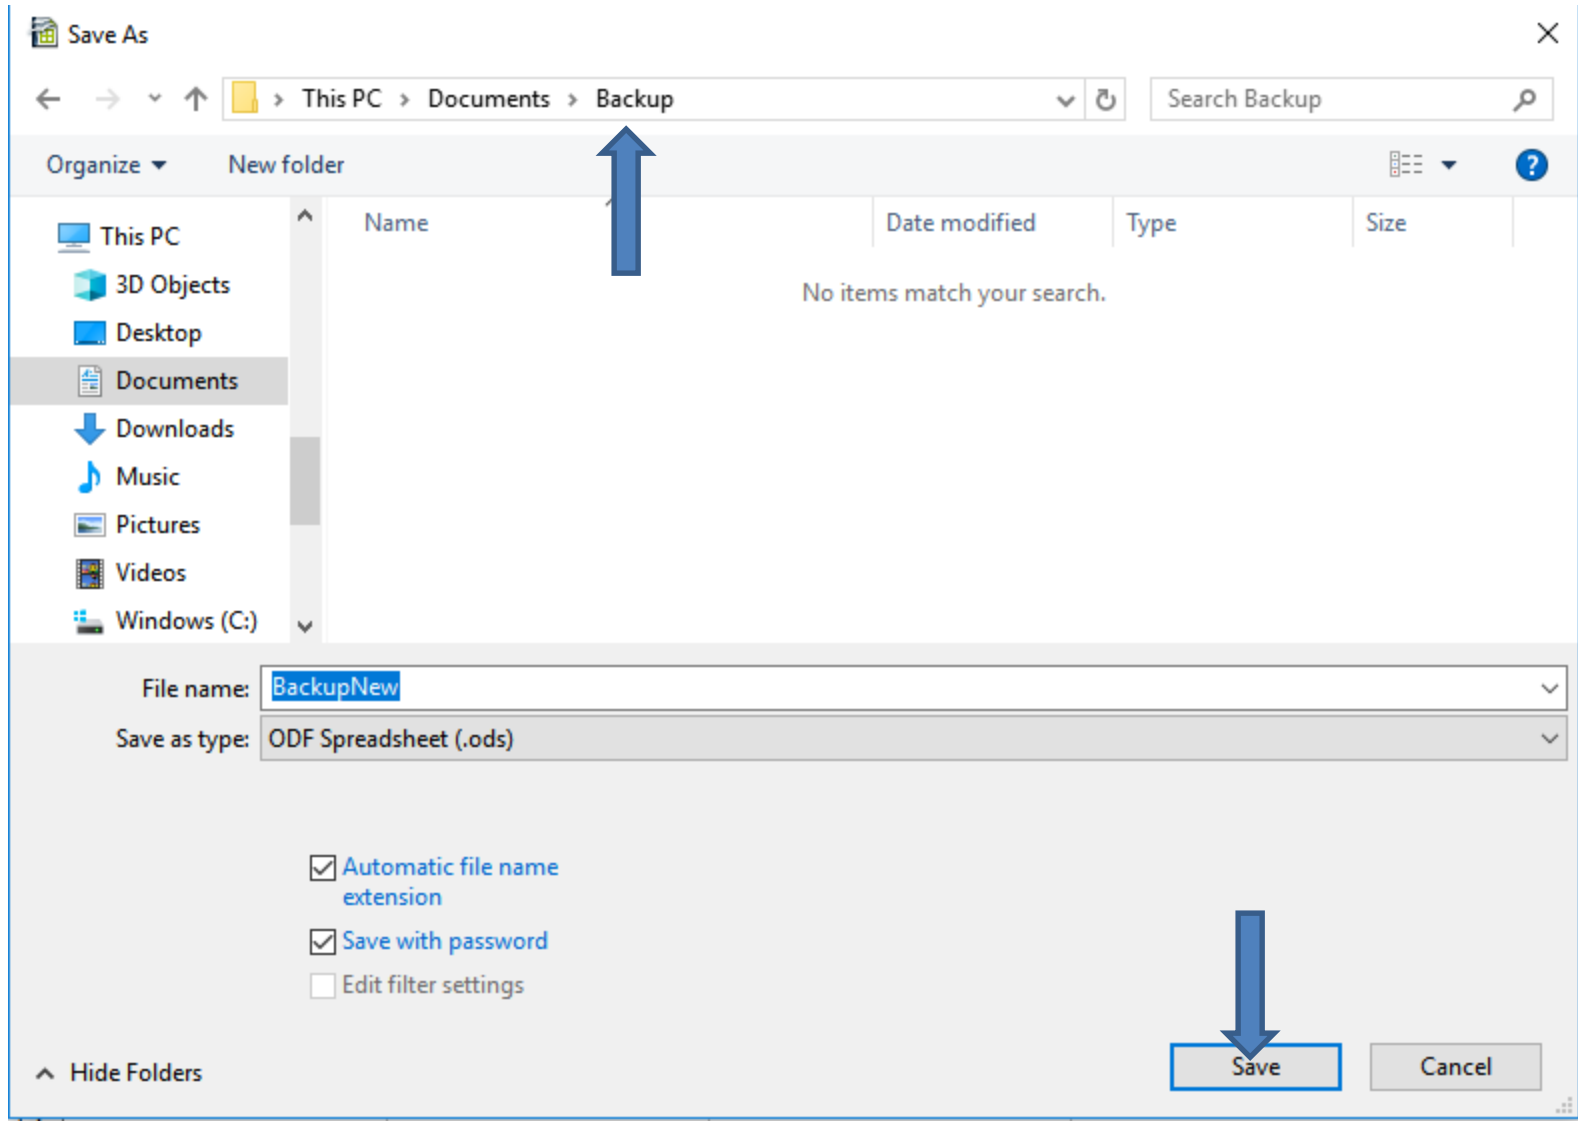 Save As
This PC > Documents > Backup
Search Backup
Organize
New folder
?
This PC
3D Objects
Desktop
Documents
Downloads
Music
Pictures
Videos
Windows (C:)
Name
Date modified
Type
Size
No items match your search.
File name: BackupNew
Save as type: ODF Spreadsheet (.ods)
Automatic file name
extension
Save with password
Edit filter settings
Hide Folders
Save
Cancel